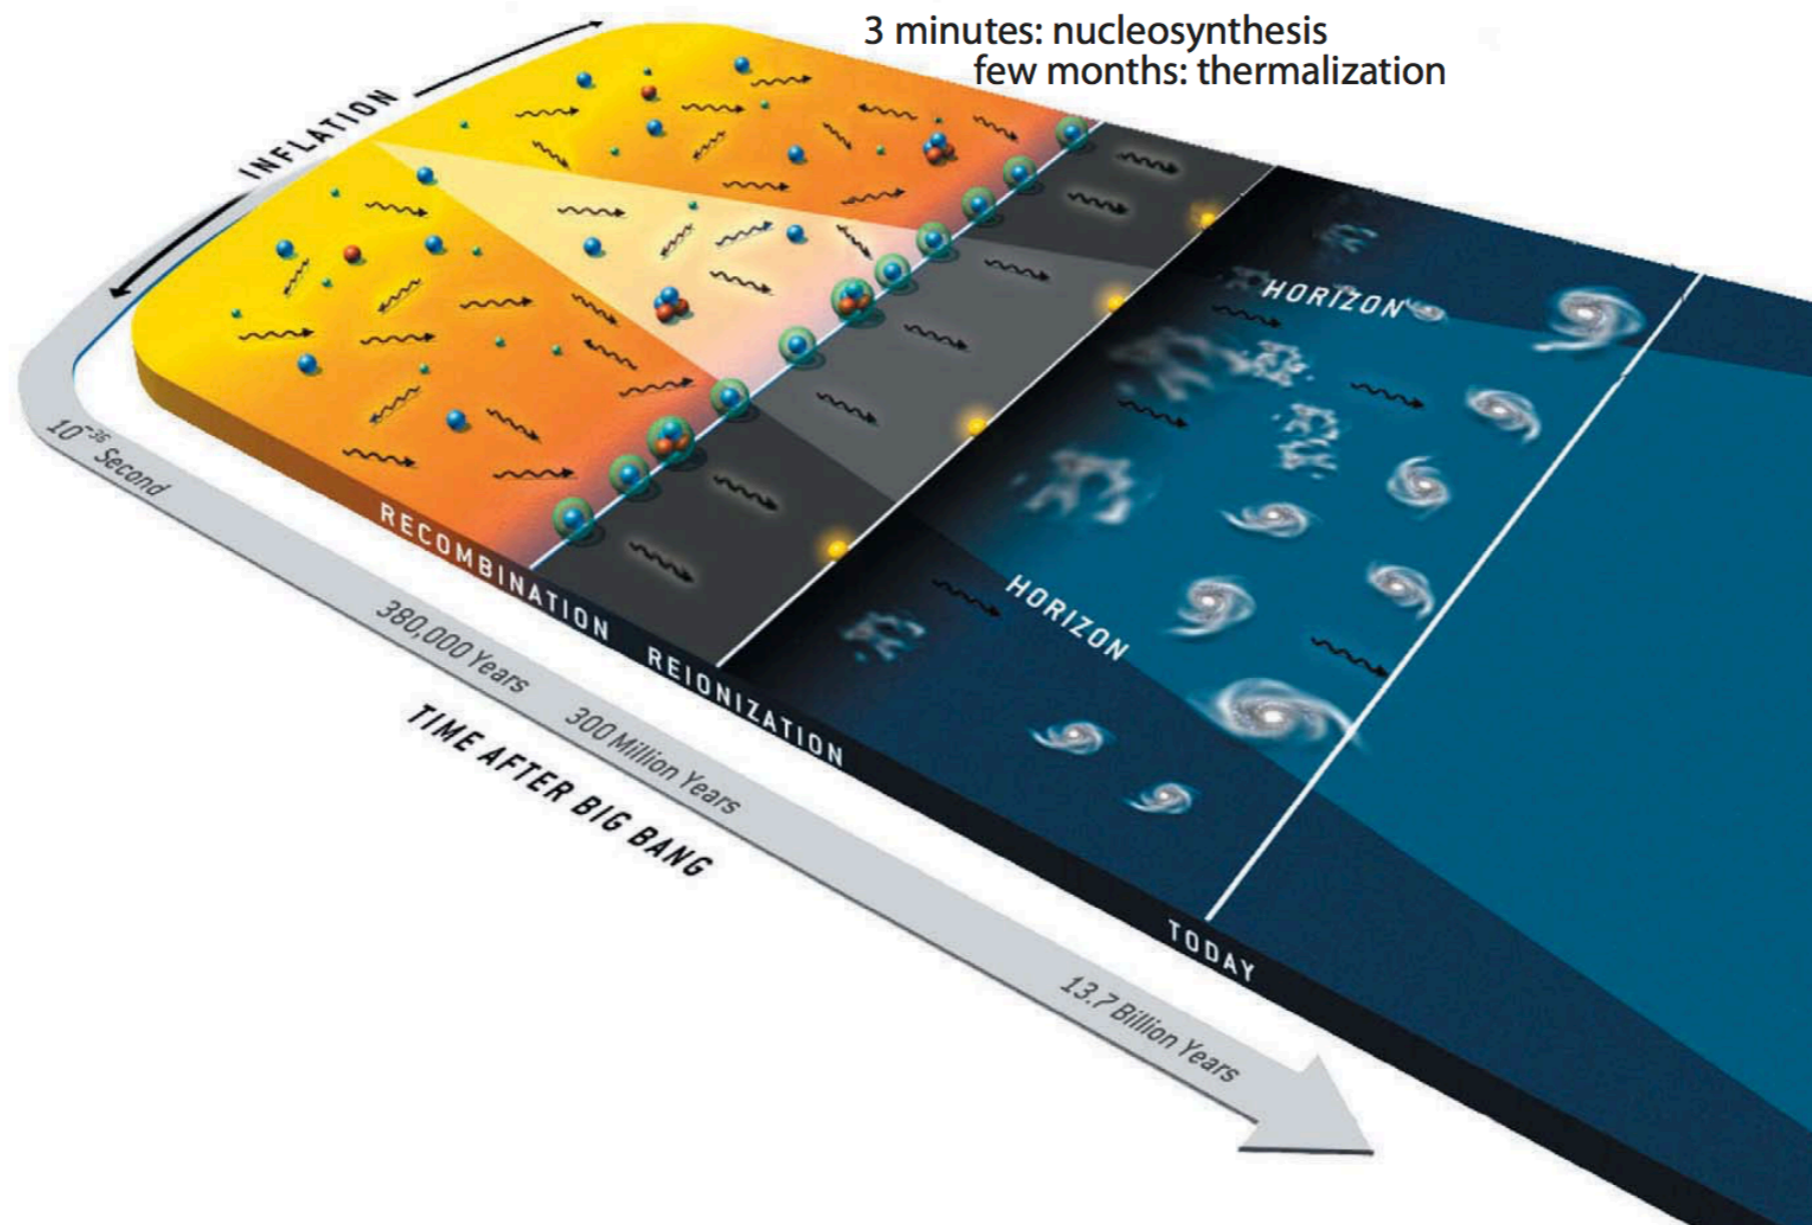 3 minutes: nucleosynthesis
few months: thermalization
INFLATION
HORIZON
HORIZON
10⁻³⁶ Second
RECOMBINATION
380,000 Years
REIONIZATION
300 Million Years
TIME AFTER BIG BANG
TODAY
13.7 Billion Years